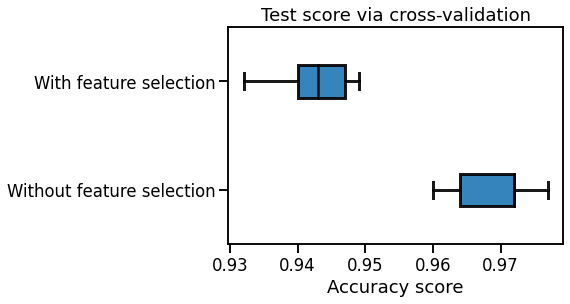 Test score via cross-validation
With feature selection
Without feature selection
0.93 0.94 0.95 0.96 0.97
Accuracy score